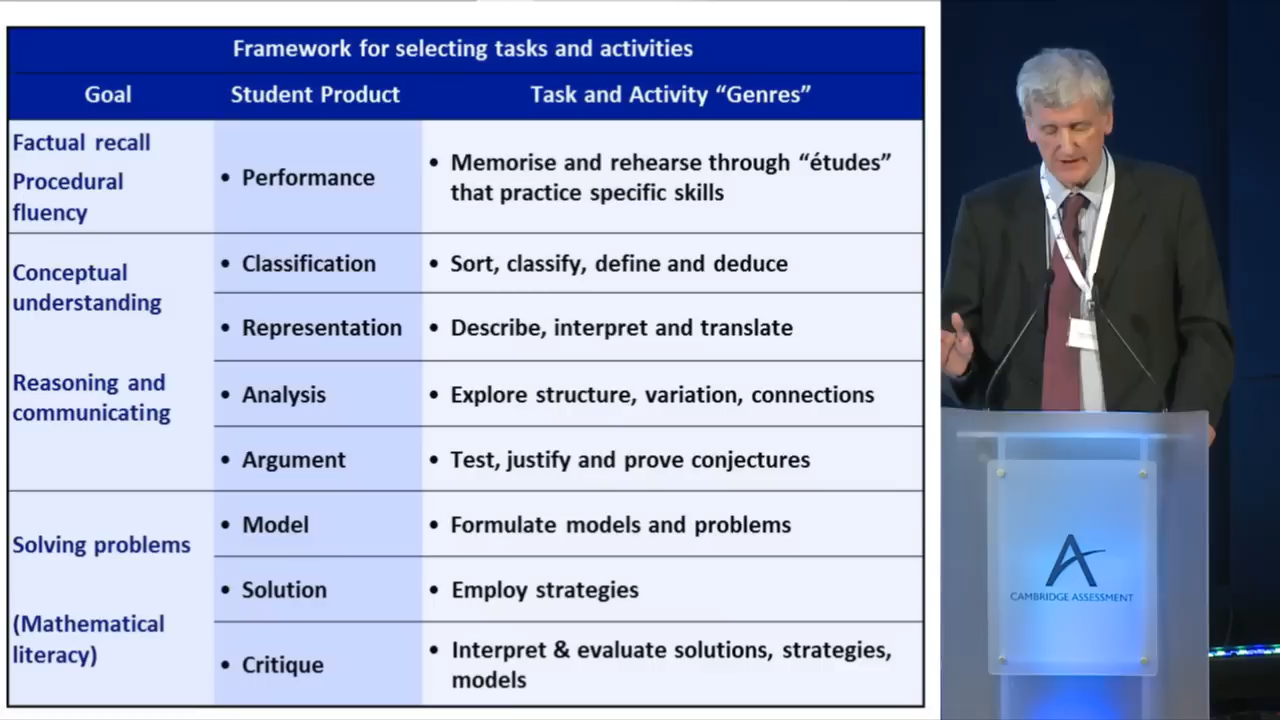 Framework for selecting tasks and activities
Goal
Student Product
Task and Activity “Genres”
Factual recall
Procedural
fluency
• Performance
• Memorise and rehearse through “études”
that practice specific skills
Conceptual
understanding
Reasoning and
communicating
• Classification
• Sort, classify, define and deduce
• Representation
• Describe, interpret and translate
• Analysis
• Explore structure, variation, connections
• Argument
• Test, justify and prove conjectures
Solving problems
(Mathematical
literacy)
• Model
• Formulate models and problems
• Solution
• Employ strategies
• Critique
• Interpret & evaluate solutions, strategies,
models
CAMBRIDGE ASSESSMENT